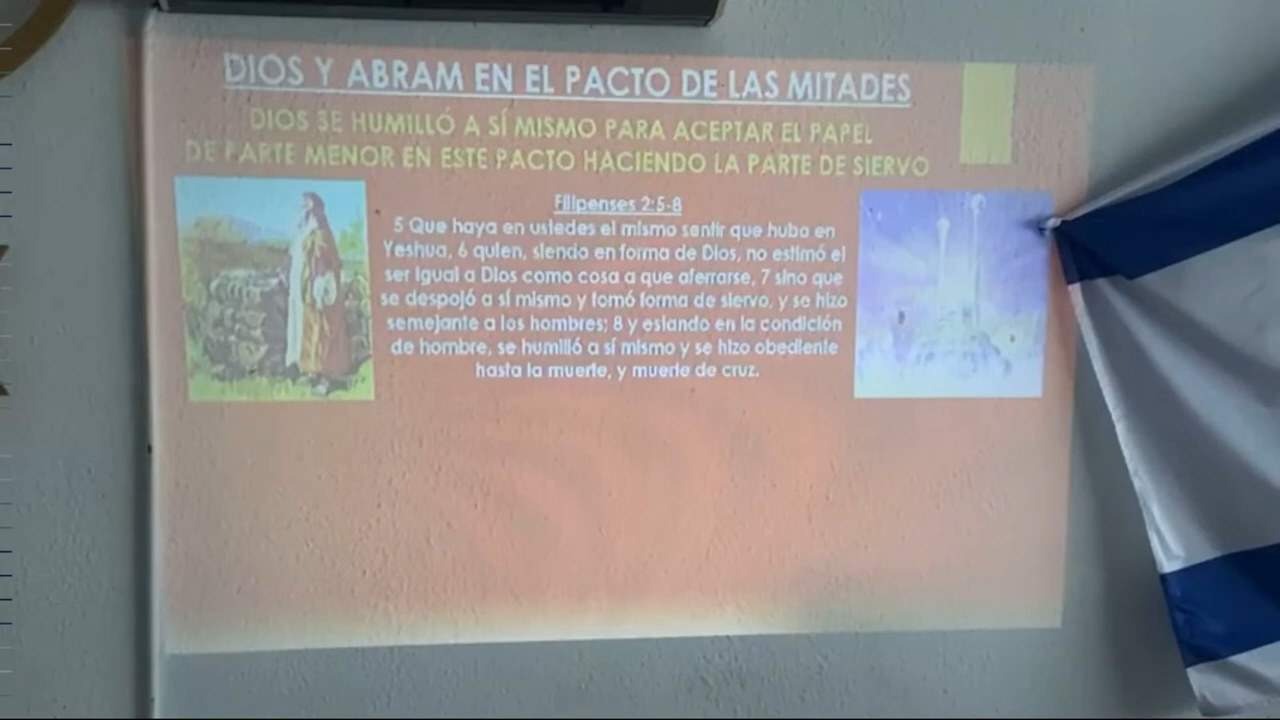 DIOS Y ABRAM EN EL PACTO DE LAS MITADES
DIOS SE HUMILLÓ A SÍ MISMO PARA ACEPTAR EL PAPEL
DE PARTE MENOR EN ESTE PACTO HACIENDO LA PARTE DE SIERVO
Filipenses 2:5-8
5 Que haya en ustedes el mismo sentir que hubo en
Yeshua, 6 quien, siendo en forma de Dios, no estimó el
ser igual a Dios como cosa a que aferrarse, 7 sino que
se despojó a sí mismo y tomó forma de siervo, y se hizo
semejante a los hombres; 8 y estando en la condición
de hombre, se humilló a sí mismo y se hizo obediente
hasta la muerte, y muerte de cruz.